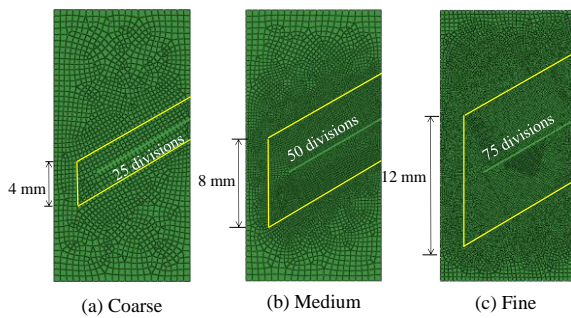 25 divisions
4 mm
50 divisions
8 mm
75 divisions
12 mm
(a) Coarse
(b) Medium
(c) Fine